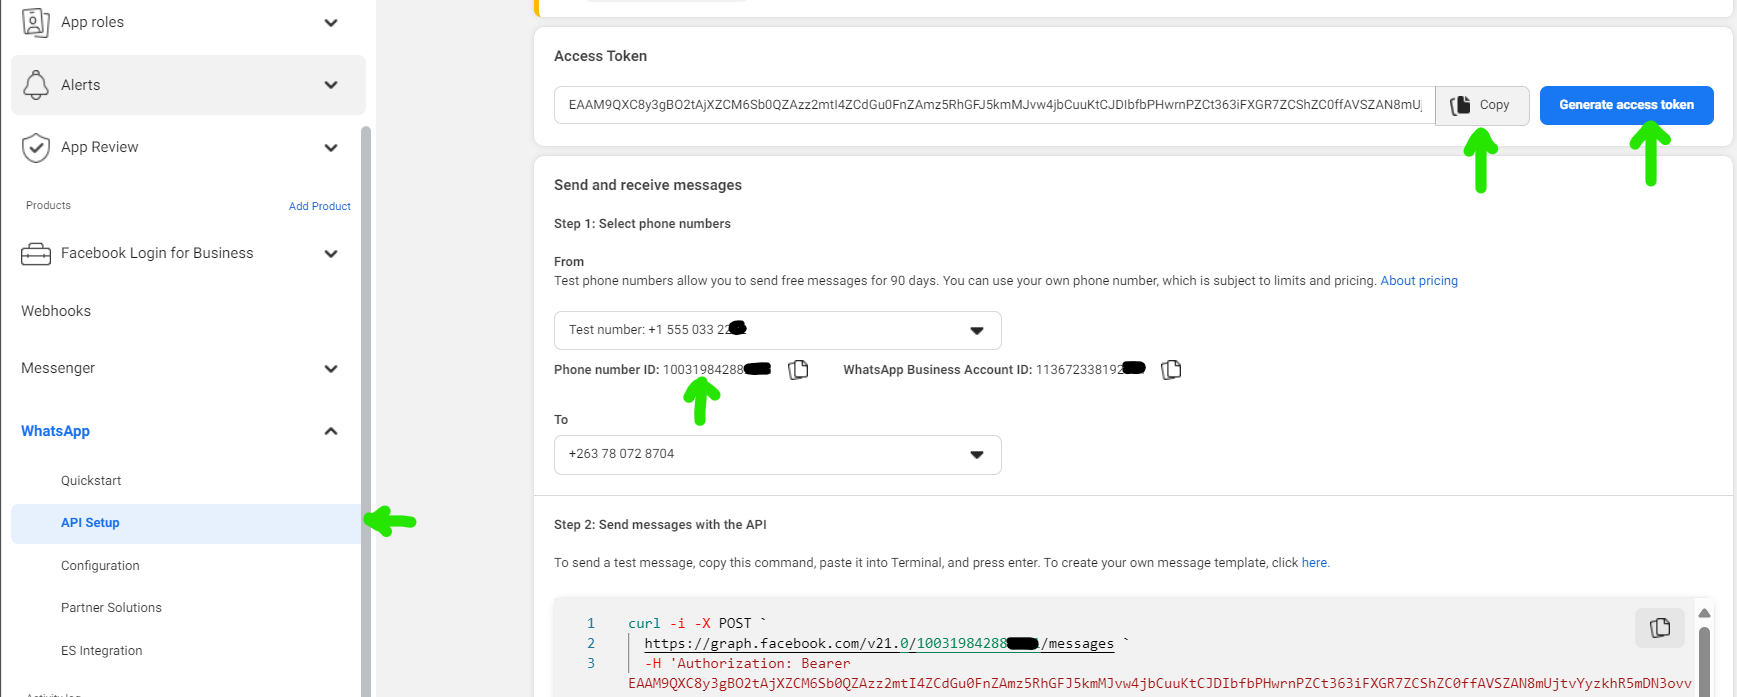 App roles
Alerts
App Review
Products
Add Product
Facebook Login for Business
Webhooks
Messenger
WhatsApp
Quickstart
API Setup
Configuration
Partner Solutions
ES Integration
Access Token
EAAM9QXC8y3gBO2tAjXZCM6Sb0QZAzz2mtI4ZCdGu0FnZAmz5RhGFJ5kmMJvw4jbCuuKtCJDIbfbPHwrnPZCt363iFXGR7ZCShZC0ffAVSZAN8mUj
Copy
Generate access token
Send and receive messages
Step 1: Select phone numbers
From
Test phone numbers allow you to send free messages for 90 days. You can use your own phone number, which is subject to limits and pricing. About pricing
Test number: +1 555 033 2
Phone number ID: 10031984288
WhatsApp Business Account ID: 113672338192
To
+263 78 072 8704
Step 2: Send messages with the API
To send a test message, copy this command, paste it into Terminal, and press enter. To create your own message template, click here.
1 curl -i -X POST `
2 https://graph.facebook.com/v21.0/10031984288 /messages `
3 -H 'Authorization: Bearer
EAAM9QXC8y3gBO2tAjXZCM6Sb0QZAzz2mtI4ZCdGu0FnZAmz5RhGFJ5kmMJvw4jbCuuKtCJDIbfbPHwrnPZCt363iFXGR7ZCShZC0ffAVSZAN8mUjtvYyzkhR5mDN3ovv